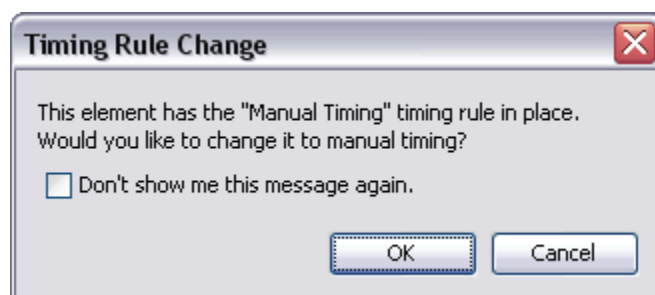 Timing Rule Change
This element has the "Manual Timing" timing rule in place.
Would you like to change it to manual timing?
Don't show me this message again.
OK
Cancel